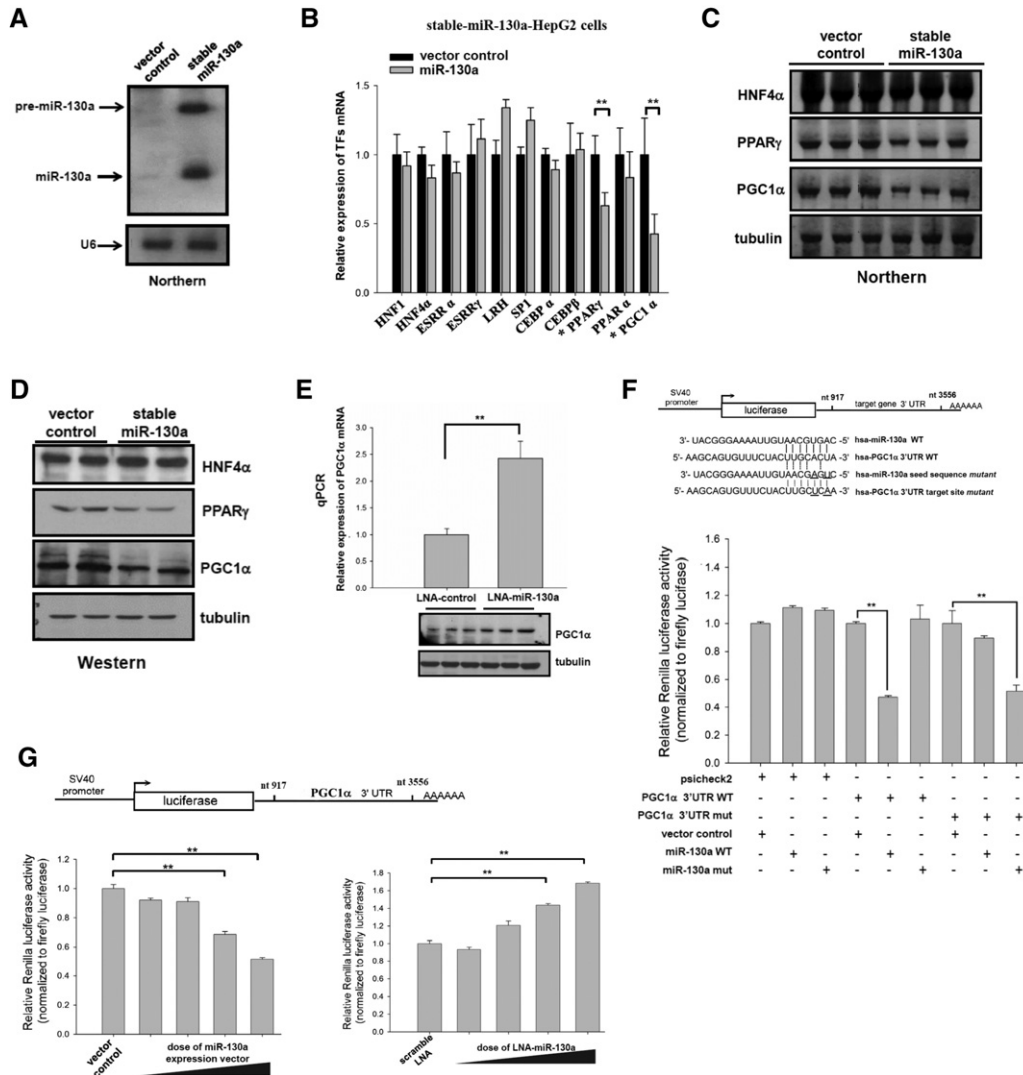 A
vector control
stable miR-130a
pre-miR-130a
miR-130a
U6
Northern
B
stable-miR-130a-HepG2 cells
vector control
miR-130a
Relative expression of TFs mRNA
1.5
1.0
0.5
0.0
**
**
HNF1
HNF4α
ESRR α
ESRRγ
LRH
SP1
CEBP α
CEBPβ
* PPARγ
PPAR α
* PGC1 α
C
vector control
stable miR-130a
HNF4α
PPARγ
PGC1α
tubulin
Northern
D
vector control
stable miR-130a
HNF4α
PPARγ
PGC1α
tubulin
Western
E
qPCR
Relative expression of PGC1α mRNA
3.0
2.5
2.0
1.5
1.0
0.5
0.0
**
LNA-control
LNA-miR-130a
PGC1α
tubulin
F
SV40 promoter
luciferase
nt 917
target gene 3' UTR
nt 3556
AAAAAA
3'- UACGGGAAAAUUGUAACGUGAC -5' hsa-miR-130a WT
5'- AAGCAGUGUUUCUACUUGCACUA -3' hsa-PGC1α 3'UTR WT
3'- UACGGGAAAAUUGUAACGAGUC -5' hsa-miR-130a seed sequence mutant
5'- AAGCAGUGUUUCUACUUGCUCAA -3' hsa-PGC1α 3'UTR target site mutant
Relative Renilla luciferase activity
(normalized to firefly lucifase)
1.6
1.4
1.2
1.0
0.8
0.6
0.4
0.2
0.0
**
**
psicheck2 + + + - - - - - -
PGC1α 3'UTR WT - - - + + + - - -
PGC1α 3'UTR mut - - - - - - + + +
vector control + - - + - - + - -
miR-130a WT - + - - + - - + -
miR-130a mut - - + - - + - - +
G
SV40 promoter
luciferase
nt 917
PGC1α 3' UTR
nt 3556
AAAAAA
Relative Renilla luciferase activity
(normalized to firefly luciferase)
1.2
1.0
0.8
0.6
0.4
0.2
0.0
**
**
vector control
dose of miR-130a
expression vector
Relative Renilla luciferase activity
(normalized to firefly luciferase)
1.8
1.6
1.4
1.2
1.0
0.8
0.6
0.4
0.2
0.0
**
**
scramble LNA
dose of LNA-miR-130a